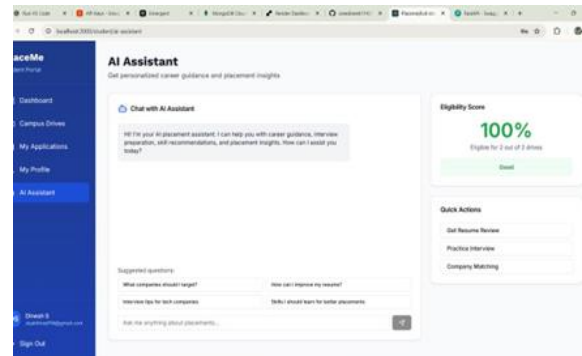 localhost:3000/student/ai-assistant
aceMe
AI Assistant
Get personalized career guidance and placement insights
Dashboard
Campus Drives
My Applications
My Profile
AI Assistant
Chat with AI Assistant
Hi! I'm your AI placement assistant. I can help you with career guidance, interview
preparation, skill recommendations, and placement insights. How can I assist you
today?
Suggested questions:
What companies should I target?
How can I improve my resume?
Interview tips for tech companies
Skills I should learn for better placements
Ask me anything about placements...
Eligibility Score
100%
Eligible for 2 out of 2 drives
Good
Quick Actions
Get Resume Review
Practice Interview
Company Matching
Dinesh S
Sign Out